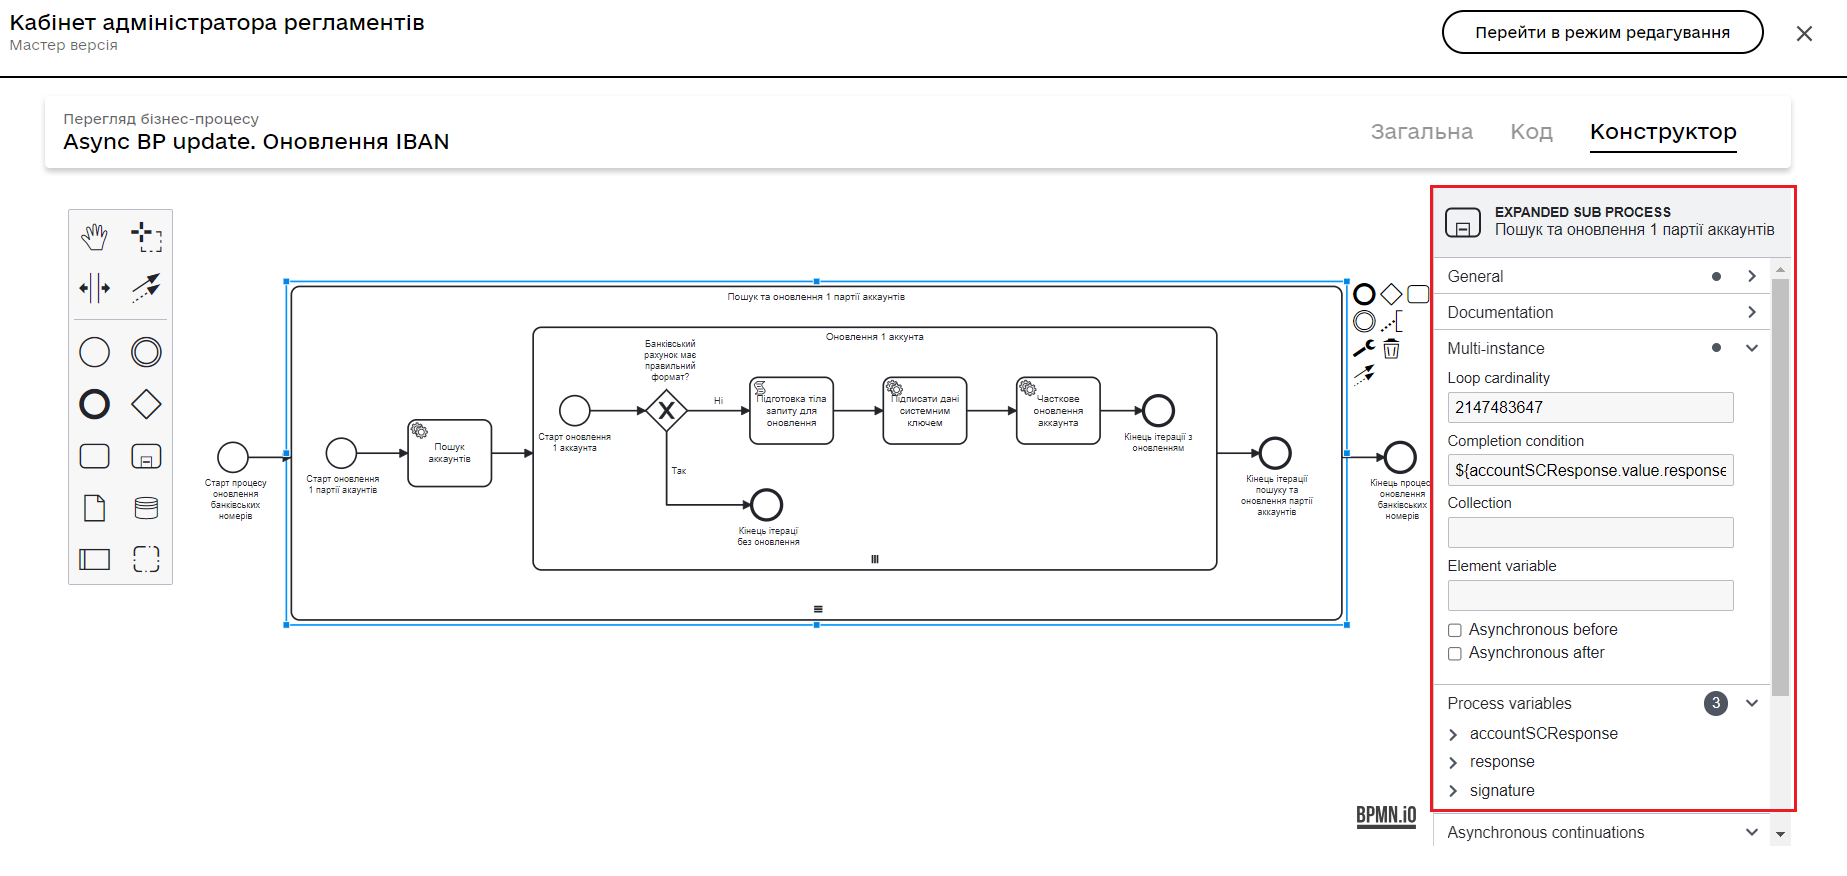 Кабінет адміністратора регламентів
Мастер версія
Перейти в режим редагування
Перегляд бізнес-процесу
Async BP update. Оновлення IBAN
Загальна
Код
Конструктор
Старт процесу
оновлення
банківських
номерів
Пошук та оновлення 1 партії аккаунтів
Старт оновлення
1 партії акаунтів
Пошук
аккаунтів
Оновлення 1 аккунта
Старт оновлення
1 аккаунта
Банківський
рахунок має
правильний
формат?
Ні
Так
Підготовка тіла
запиту для
оновлення
Підписати дані
системним
ключем
Часткове
оновлення
аккаунта
Кінець ітерації з
оновленням
Кінець ітерації
без оновлення
Кінець ітерації
пошуку та
оновлення партії
аккаунтів
Кінець процес
оновлення
банківських
номерів
BPMN.iO
EXPANDED SUB PROCESS
Пошук та оновлення 1 партії аккаунтів
General
Documentation
Multi-instance
Loop cardinality
2147483647
Completion condition
${accountSCResponse.value.response
Collection
Element variable
Asynchronous before
Asynchronous after
Process variables
3
accountSCResponse
response
signature
Asynchronous continuations